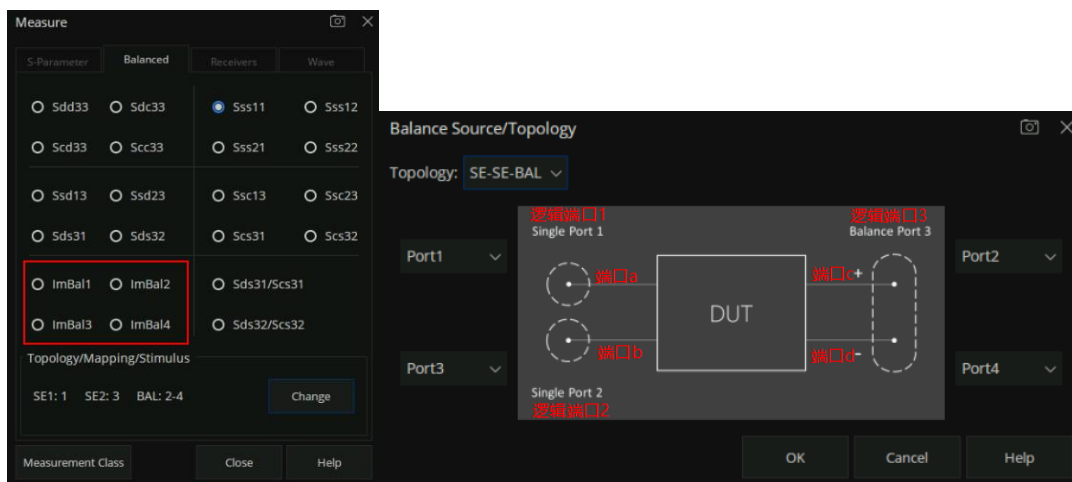 Measure
S-Parameter Balanced Receivers Wave
Sdd33 Sdc33 Sss11 Sss12
Scd33 Scc33 Sss21 Sss22
Ssd13 Ssd23 Ssc13 Ssc23
Sds31 Sds32 Scs31 Scs32
ImBal1 ImBal2 Sds31/Scs31
ImBal3 ImBal4 Sds32/Scs32
Topology/Mapping/Stimulus
SE1: 1 SE2: 3 BAL: 2-4 Change
Measurement Class Close Help
Balance Source/Topology
Topology: SE-SE-BAL
逻辑端口1 逻辑端口3
Single Port 1 Balance Port 3
Port1 Port2
端口a 端口c+
DUT
端口b 端口d-
Port3 Port4
Single Port 2
逻辑端口2
OK Cancel Help